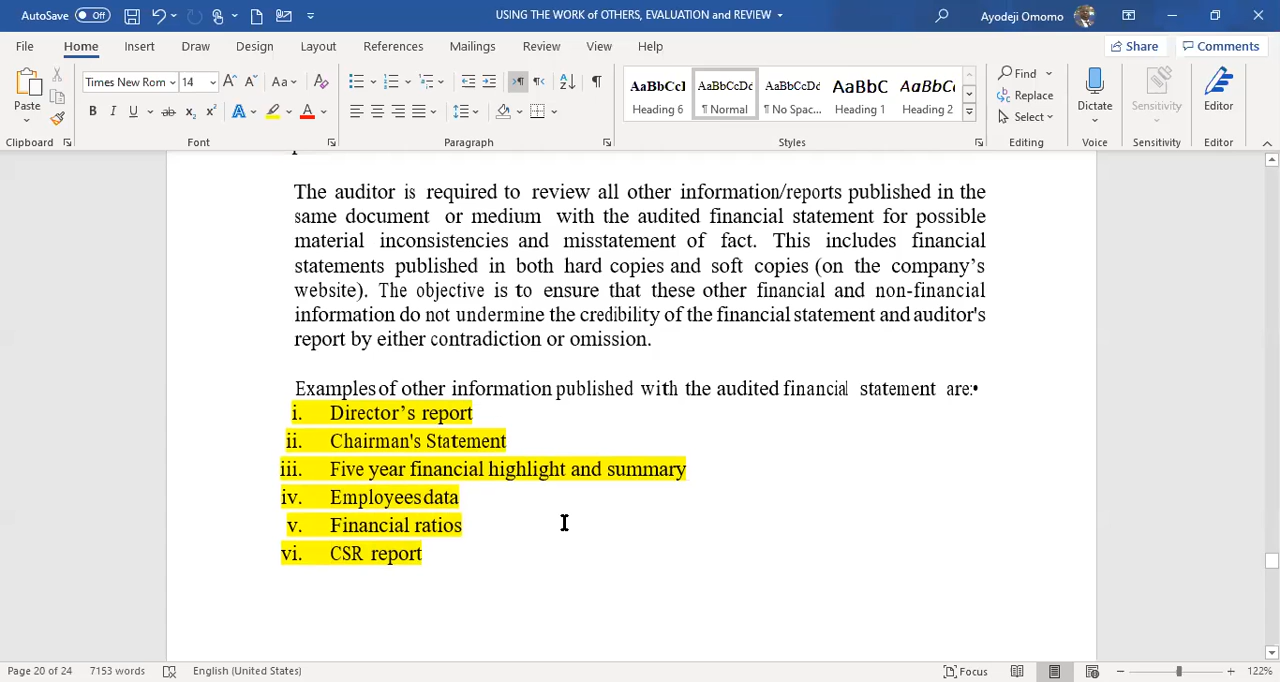 AutoSave Off USING THE WORK of OTHERS, EVALUATION and REVIEW Ayodeji Omomo
File Home Insert Draw Design Layout References Mailings Review View Help Share Comments
Times New Rom 14 Aa AaBbCcI AaBbCcDc AaBbCcDc AaBbC AaBbC( Find
Paste B I U ab x₂ x² A A Heading 6 ¶ Normal ¶ No Spac... Heading 1 Heading 2 Replace Dictate Sensitivity Editor
Select
Clipboard Font Paragraph Styles Editing Voice Sensitivity Editor
The auditor is required to review all other information/reports published in the
same document or medium with the audited financial statement for possible
material inconsistencies and misstatement of fact. This includes financial
statements published in both hard copies and soft copies (on the company’s
website). The objective is to ensure that these other financial and non-financial
information do not undermine the credibility of the financial statement and auditor's
report by either contradiction or omission.
Examples of other information published with the audited financial statement are:•
i. Director’s report
ii. Chairman's Statement
iii. Five year financial highlight and summary
iv. Employees data
v. Financial ratios
vi. CSR report
Page 20 of 24 7153 words English (United States) Focus 122%